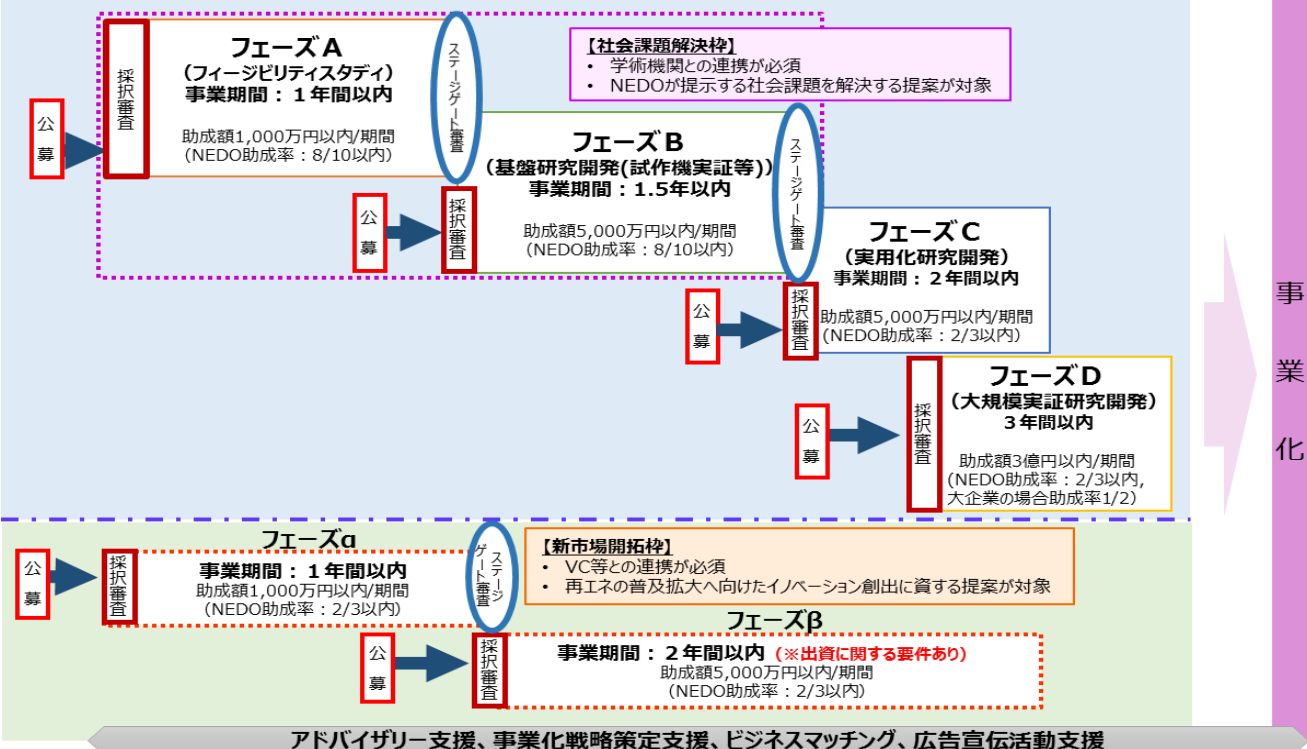 公
募
採択審査
フェーズA
(フィージビリティスタディ)
事業期間：１年間以内
助成額1,000万円以内/期間
(NEDO助成率：8/10以内)
ステージゲート審査
【社会課題解決枠】
• 学術機関との連携が必須
• NEDOが提示する社会課題を解決する提案が対象
公
募
採択審査
フェーズB
(基盤研究開発(試作機実証等))
事業期間：1.5年以内
助成額5,000万円以内/期間
(NEDO助成率：8/10以内)
ステージゲート審査
公
募
採択審査
フェーズC
(実用化研究開発)
事業期間：２年間以内
助成額5,000万円以内/期間
(NEDO助成率：2/3以内)
公
募
採択審査
フェーズD
(大規模実証研究開発)
３年間以内
助成額3億円以内/期間
(NEDO助成率：2/3以内,
大企業の場合助成率1/2)
事
業
化
公
募
採択審査
フェーズα
事業期間：１年間以内
助成額1,000万円以内/期間
(NEDO助成率：2/3以内)
ステージ
ゲート審査
【新市場開拓枠】
• VC等との連携が必須
• 再エネの普及拡大へ向けたイノベーション創出に資する提案が対象
公
募
採択審査
フェーズβ
事業期間：２年間以内 (※出資に関する要件あり)
助成額5,000万円以内/期間
(NEDO助成率：2/3以内)
アドバイザリー支援、事業化戦略策定支援、ビジネスマッチング、広告宣伝活動支援